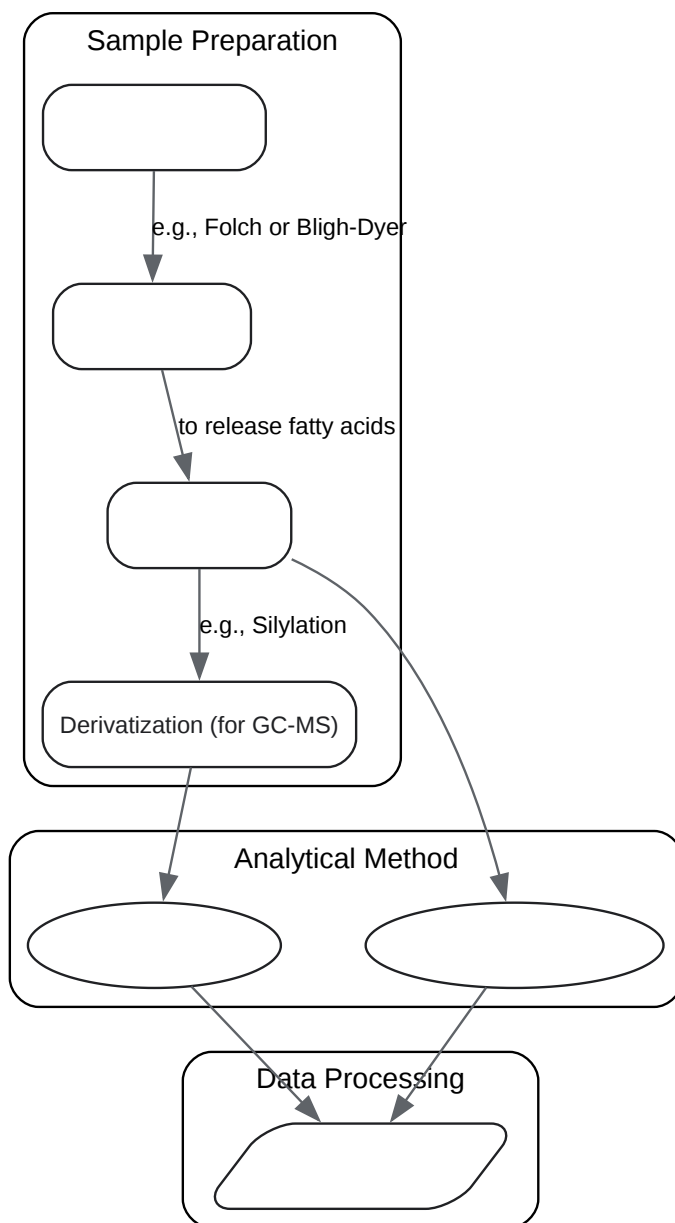 Sample Preparation
e.g., Folch or Bligh-Dyer
to release fatty acids
e.g., Silylation
Derivatization (for GC-MS)
Analytical Method
Data Processing